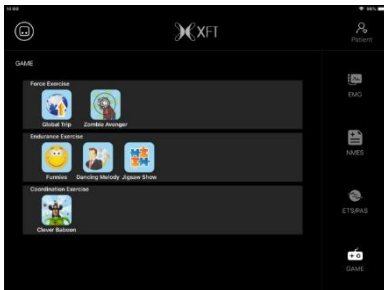 XFT
Patient
GAME
Force Exercise
Global Trip
Zombie Avenger
Endurance Exercise
Funnies
Dancing Melody
Jigsaw Show
Coordination Exercise
Clever Baboon
EMG
NMES
ETS/PAS
GAME